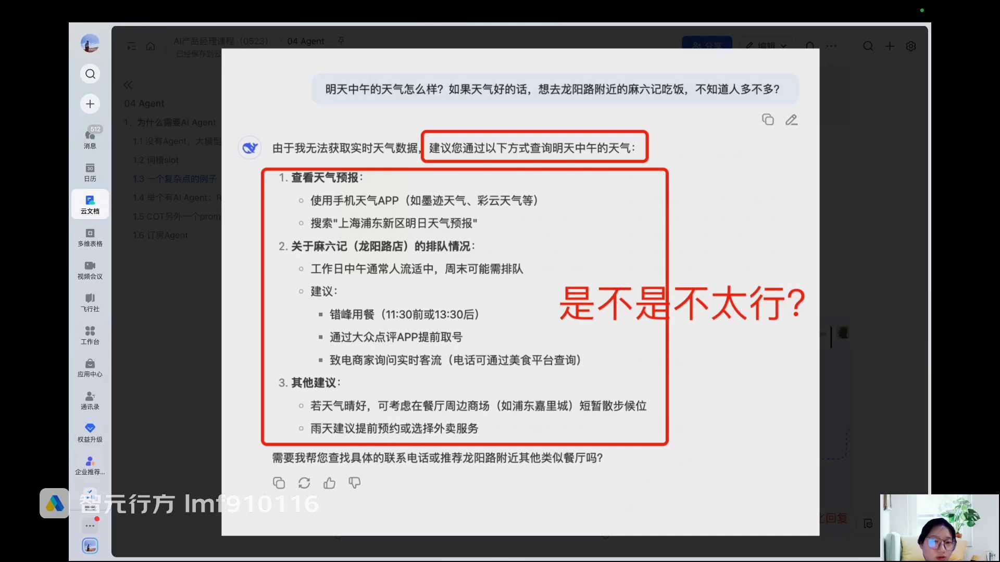 AI产品经理课程（0523）
04 Agent
已经保存到云
分享
编辑
04 Agent
1、为什么需要AI Agent
1.1 没有Agent，大模型
1.2 词槽slot
1.3 一个复杂点的例子
1.4 举个有AI Agent：R
1.5 COT另外一个prom
1.6 订房Agent
512
消息
30
日历
云文档
多维表格
视频会议
飞行社
工作台
应用中心
通讯录
权益升级
企业推荐...
明天中午的天气怎么样？如果天气好的话，想去龙阳路附近的麻六记吃饭，不知道人多不多？
由于我无法获取实时天气数据，建议您通过以下方式查询明天中午的天气：
1. 查看天气预报：
使用手机天气APP（如墨迹天气、彩云天气等）
搜索"上海浦东新区明日天气预报"
2. 关于麻六记（龙阳路店）的排队情况：
工作日中午通常人流适中，周末可能需排队
建议：
错峰用餐（11:30前或13:30后）
通过大众点评APP提前取号
致电商家询问实时客流（电话可通过美食平台查询）
3. 其他建议：
若天气晴好，可考虑在餐厅周边商场（如浦东嘉里城）短暂散步候位
雨天建议提前预约或选择外卖服务
是不是不太行？
需要我帮您查找具体的联系电话或推荐龙阳路附近其他类似餐厅吗？
智元行方 lmf910116
回复